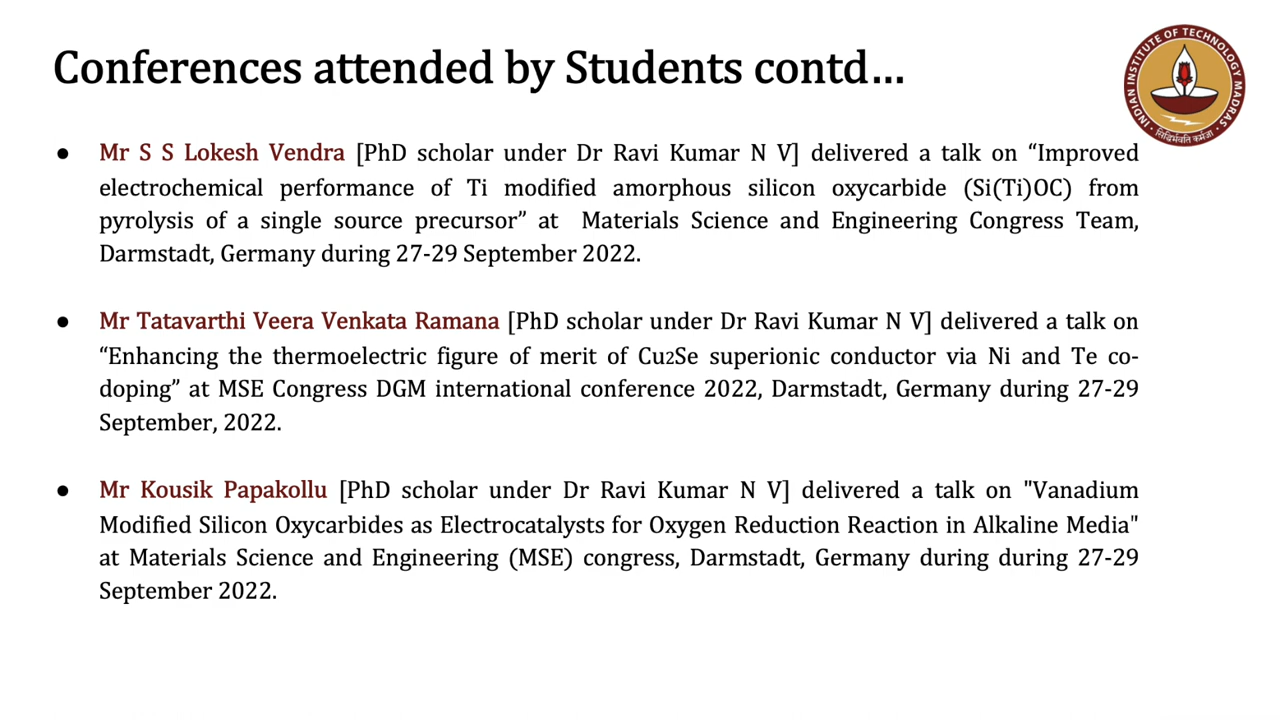 Conferences attended by Students contd...
INDIAN INSTITUTE OF TECHNOLOGY MADRAS
सिद्धिर्भवति कर्मजा
● Mr S S Lokesh Vendra [PhD scholar under Dr Ravi Kumar N V] delivered a talk on “Improved
electrochemical performance of Ti modified amorphous silicon oxycarbide (Si(Ti)OC) from
pyrolysis of a single source precursor” at Materials Science and Engineering Congress Team,
Darmstadt, Germany during 27-29 September 2022.
● Mr Tatavarthi Veera Venkata Ramana [PhD scholar under Dr Ravi Kumar N V] delivered a talk on
“Enhancing the thermoelectric figure of merit of Cu2Se superionic conductor via Ni and Te co-
doping” at MSE Congress DGM international conference 2022, Darmstadt, Germany during 27-29
September, 2022.
● Mr Kousik Papakollu [PhD scholar under Dr Ravi Kumar N V] delivered a talk on "Vanadium
Modified Silicon Oxycarbides as Electrocatalysts for Oxygen Reduction Reaction in Alkaline Media"
at Materials Science and Engineering (MSE) congress, Darmstadt, Germany during during 27-29
September 2022.